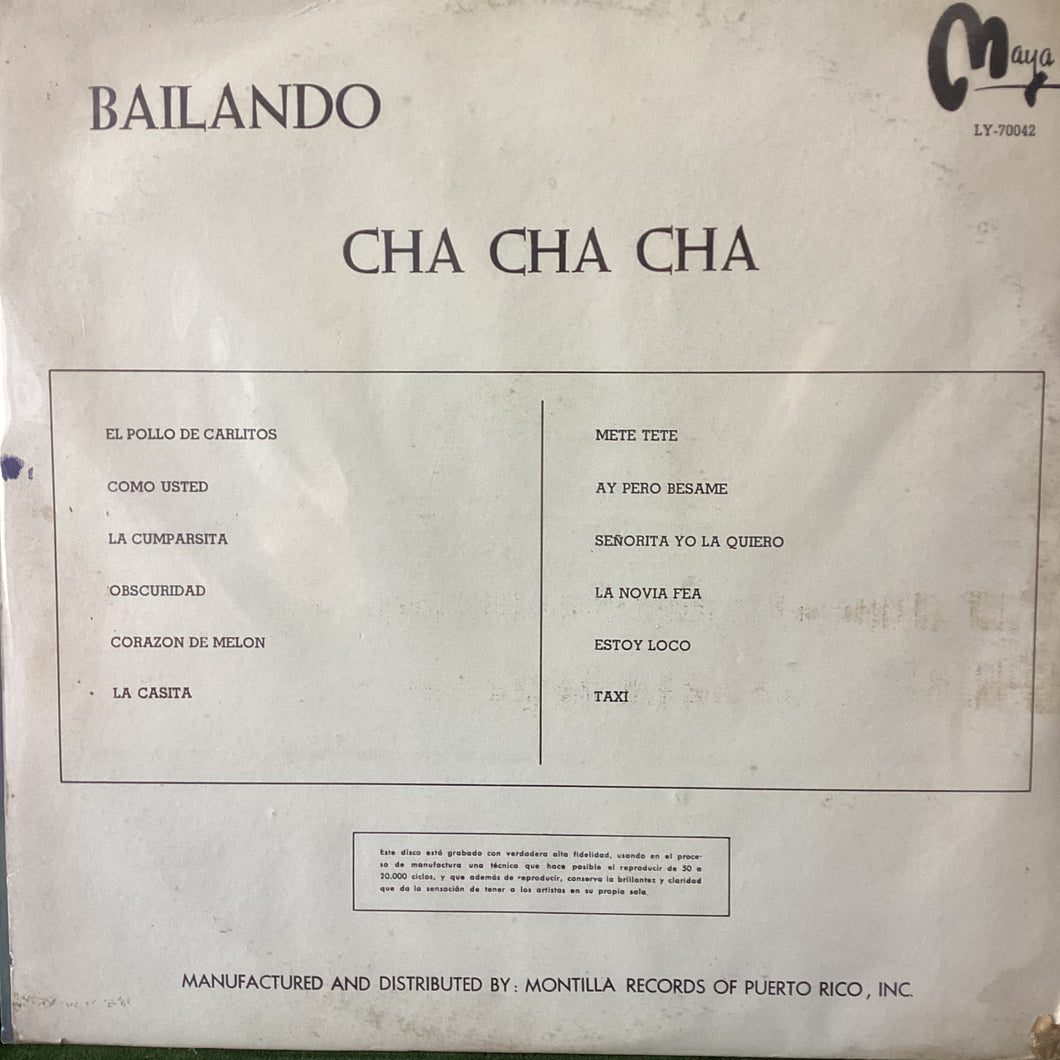 Maya
LY-70042
BAILANDO
CHA CHA CHA
EL POLLO DE CARLITOS
COMO USTED
LA CUMPARSITA
OBSCURIDAD
CORAZON DE MELON
LA CASITA
METE TETE
AY PERO BESAME
SEÑORITA YO LA QUIERO
LA NOVIA FEA
ESTOY LOCO
TAXI
Este disco está grabado con verdadera alta fidelidad, usando en el proce-
so de manufactura una técnica que hace posible el reproducir de 50 a
20.000 ciclos, y que además de reproducir, conserva la brillantez y claridad
que da la sensación de tener a los artistas en su propia sala.
MANUFACTURED AND DISTRIBUTED BY: MONTILLA RECORDS OF PUERTO RICO, INC.